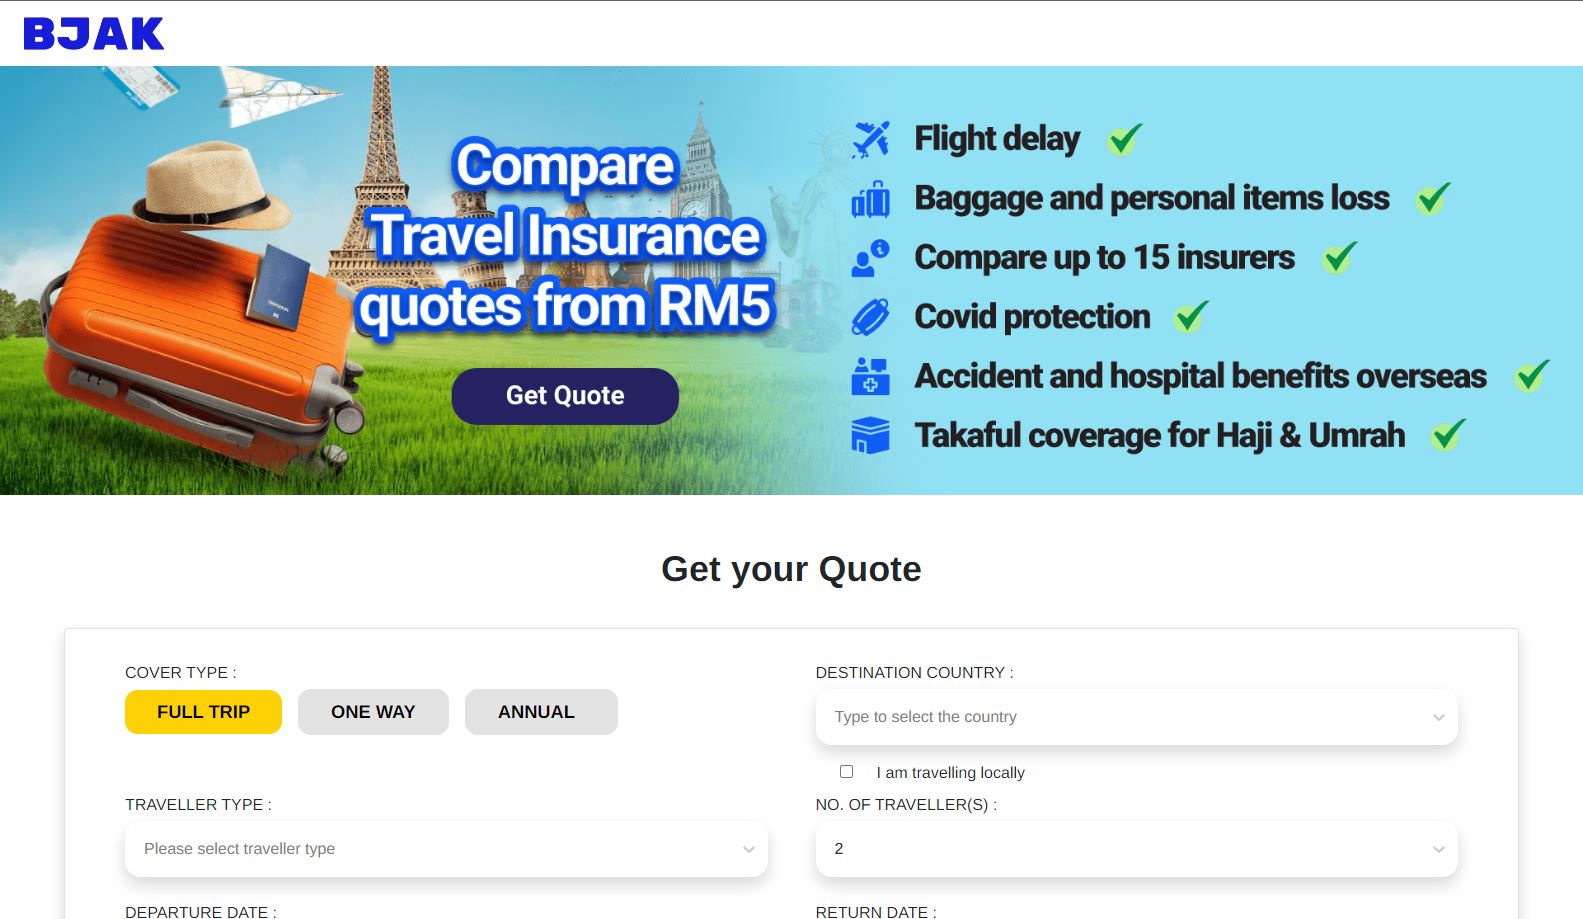 BJAK
Compare
Travel Insurance
quotes from RM5
Get Quote
Flight delay
Baggage and personal items loss
Compare up to 15 insurers
Covid protection
Accident and hospital benefits overseas
Takaful coverage for Haji & Umrah
Get your Quote
COVER TYPE :
FULL TRIP
ONE WAY
ANNUAL
DESTINATION COUNTRY :
Type to select the country
I am travelling locally
TRAVELLER TYPE :
Please select traveller type
NO. OF TRAVELLER(S) :
2
DEPARTURE DATE :
RETURN DATE :